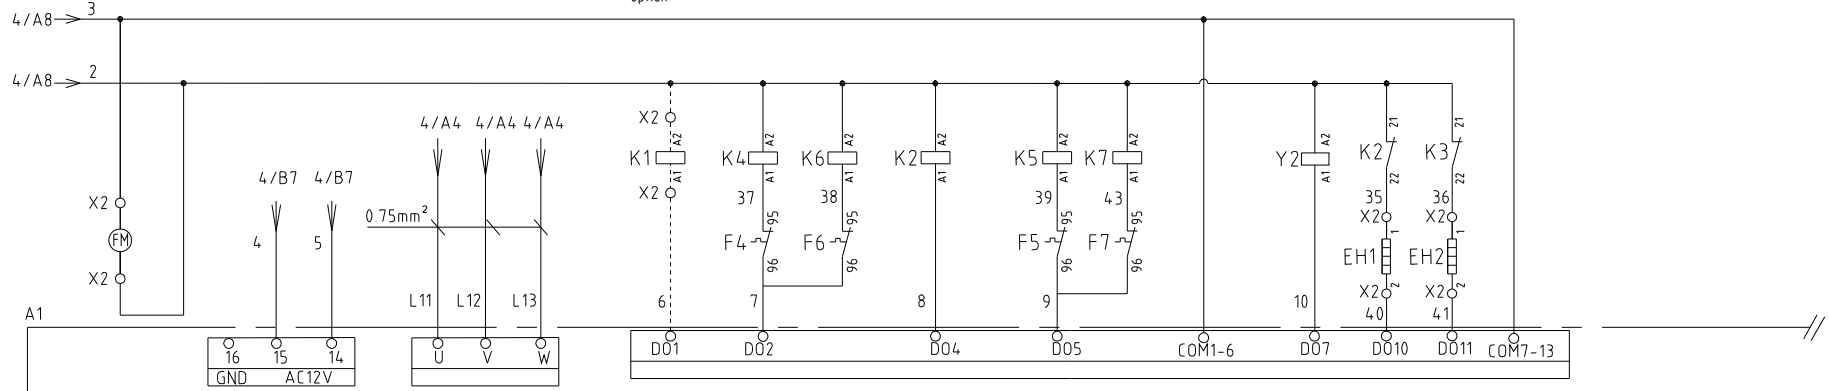 option
4/A8 3
4/A8 2
4/A4 4/A4 4/A4
X2
K1 A2 A1
K4 A2 A1
K6 A2 A1
K2 A2 A1
K5 A2 A1
K7 A2 A1
Y2 A2 A1
K2 21 22
K3 21 22
4/B7 4/B7
X2
X2
37 38 39 43 35 36
0.75mm²
X2 X2
FM
4 5
F4 95 96
F6 95 96
F5 95 96
F7 95 96
EH1 1 2
EH2 1 2
X2
X2 X2
L11 L12 L13
6 7 8 9 10 40 41
A1
16 15 14
U V W
DO1 DO2 DO4 DO5 COM1-6 DO7 DO10 DO11 COM7-13
GND AC12V